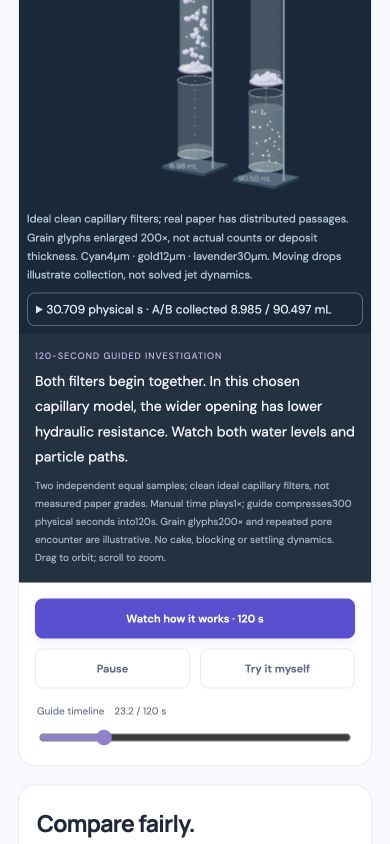 8.98 mL
90.50 mL
Ideal clean capillary filters; real paper has distributed passages.
Grain glyphs enlarged 200×, not actual counts or deposit
thickness. Cyan4μm · gold12μm · lavender30μm. Moving drops
illustrate collection, not solved jet dynamics.
▶ 30.709 physical s · A/B collected 8.985 / 90.497 mL
120-SECOND GUIDED INVESTIGATION
Both filters begin together. In this chosen
capillary model, the wider opening has lower
hydraulic resistance. Watch both water levels and
particle paths.
Two independent equal samples; clean ideal capillary filters, not
measured paper grades. Manual time plays1×; guide compresses300
physical seconds into120s. Grain glyphs200× and repeated pore
encounter are illustrative. No cake, blocking or settling dynamics.
Drag to orbit; scroll to zoom.
Watch how it works · 120 s
Pause
Try it myself
Guide timeline 23.2 / 120 s
Compare fairly.